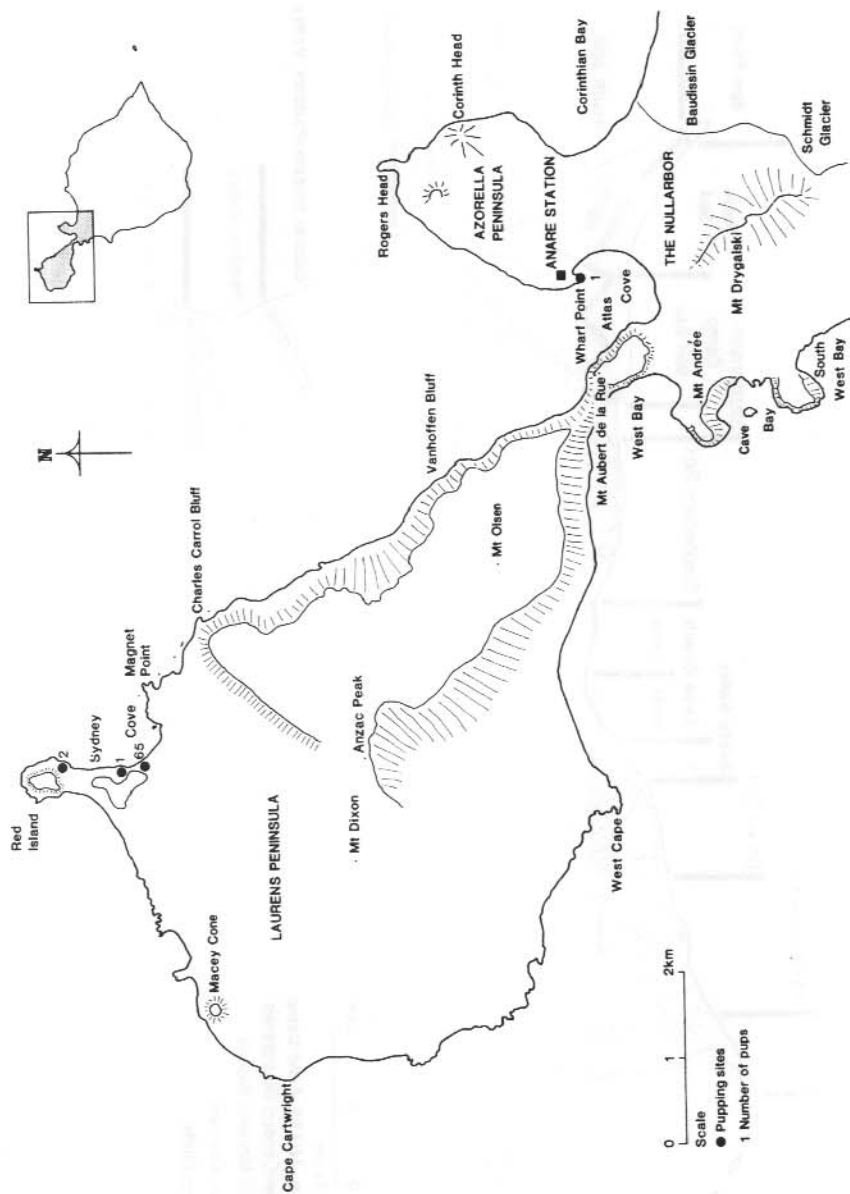 N
Red
Island
2
Sydney
Cove
1
65
Magnet
Point
Charles Carrol Bluff
Vanhoffen Bluff
Macey Cone
LAURENS PENINSULA
Mt Dixon
Anzac Peak
Mt Olsen
Cape Cartwright
West Cape
Rogers Head
Corinth Head
AZORELLA
PENINSULA
ANARE STATION
Corinthian Bay
Wharf Point
1
Atlas
Cove
THE NULLARBOR
Baudissin Glacier
Schmidt
Glacier
Mt Aubert de la Rue
West Bay
Mt Andrée
Cave
Bay
Mt Drygalski
South
West Bay
0 1 2km
Scale
Pupping sites
1 Number of pups